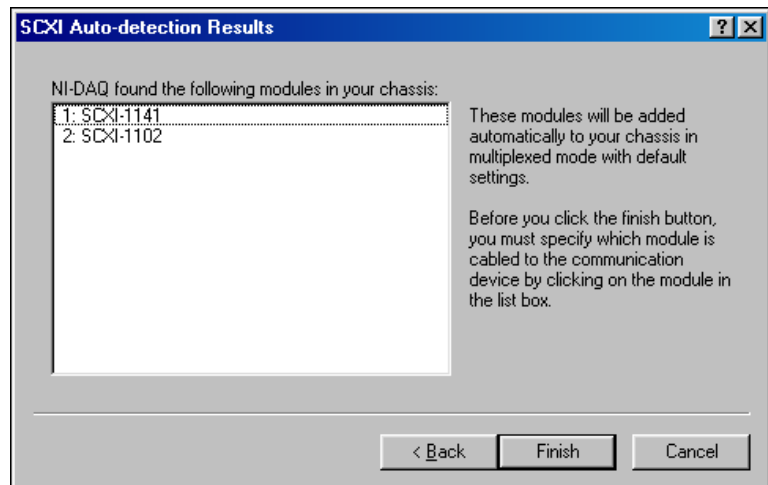 SCXI Auto-detection Results
NI-DAQ found the following modules in your chassis:
1: SCXI-1141
2: SCXI-1102
These modules will be added
automatically to your chassis in
multiplexed mode with default
settings.
Before you click the finish button,
you must specify which module is
cabled to the communication
device by clicking on the module in
the list box.
< Back
Finish
Cancel